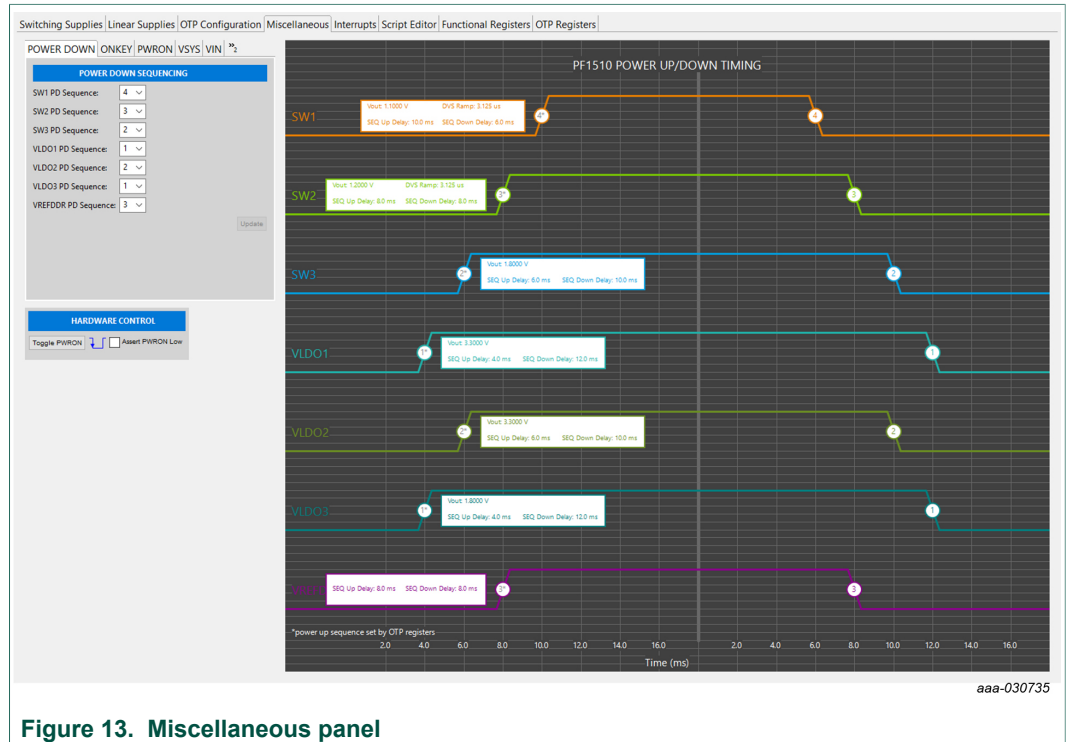 Switching Supplies Linear Supplies OTP Configuration Miscellaneous Interrupts Script Editor Functional Registers OTP Registers
POWER DOWN ONKEY PWRON VSYS VIN »2
POWER DOWN SEQUENCING
SW1 PD Sequence: 4
SW2 PD Sequence: 3
SW3 PD Sequence: 2
VLDO1 PD Sequence: 1
VLDO2 PD Sequence: 2
VLDO3 PD Sequence: 1
VREFDDR PD Sequence: 3
Update
HARDWARE CONTROL
Toggle PWRON Assert PWRON Low
PF1510 POWER UP/DOWN TIMING
SW1
Vout: 1.1000 V DVS Ramp: 3.125 us
SEQ Up Delay: 10.0 ms SEQ Down Delay: 6.0 ms
4* 4
SW2
Vout: 1.2000 V DVS Ramp: 3.125 us
SEQ Up Delay: 8.0 ms SEQ Down Delay: 8.0 ms
3* 3
SW3
2*
Vout: 1.8000 V
SEQ Up Delay: 6.0 ms SEQ Down Delay: 10.0 ms
2
VLDO1
1*
Vout: 3.3000 V
SEQ Up Delay: 4.0 ms SEQ Down Delay: 12.0 ms
1
VLDO2
2*
Vout: 3.3000 V
SEQ Up Delay: 6.0 ms SEQ Down Delay: 10.0 ms
2
VLDO3
1*
Vout: 1.8000 V
SEQ Up Delay: 4.0 ms SEQ Down Delay: 12.0 ms
1
SEQ Up Delay: 8.0 ms SEQ Down Delay: 8.0 ms
3* 3
*power up sequence set by OTP registers
2.0 4.0 6.0 8.0 10.0 12.0 14.0 16.0 2.0 4.0 6.0 8.0 10.0 12.0 14.0 16.0
Time (ms)
aaa-030735
Figure 13. Miscellaneous panel